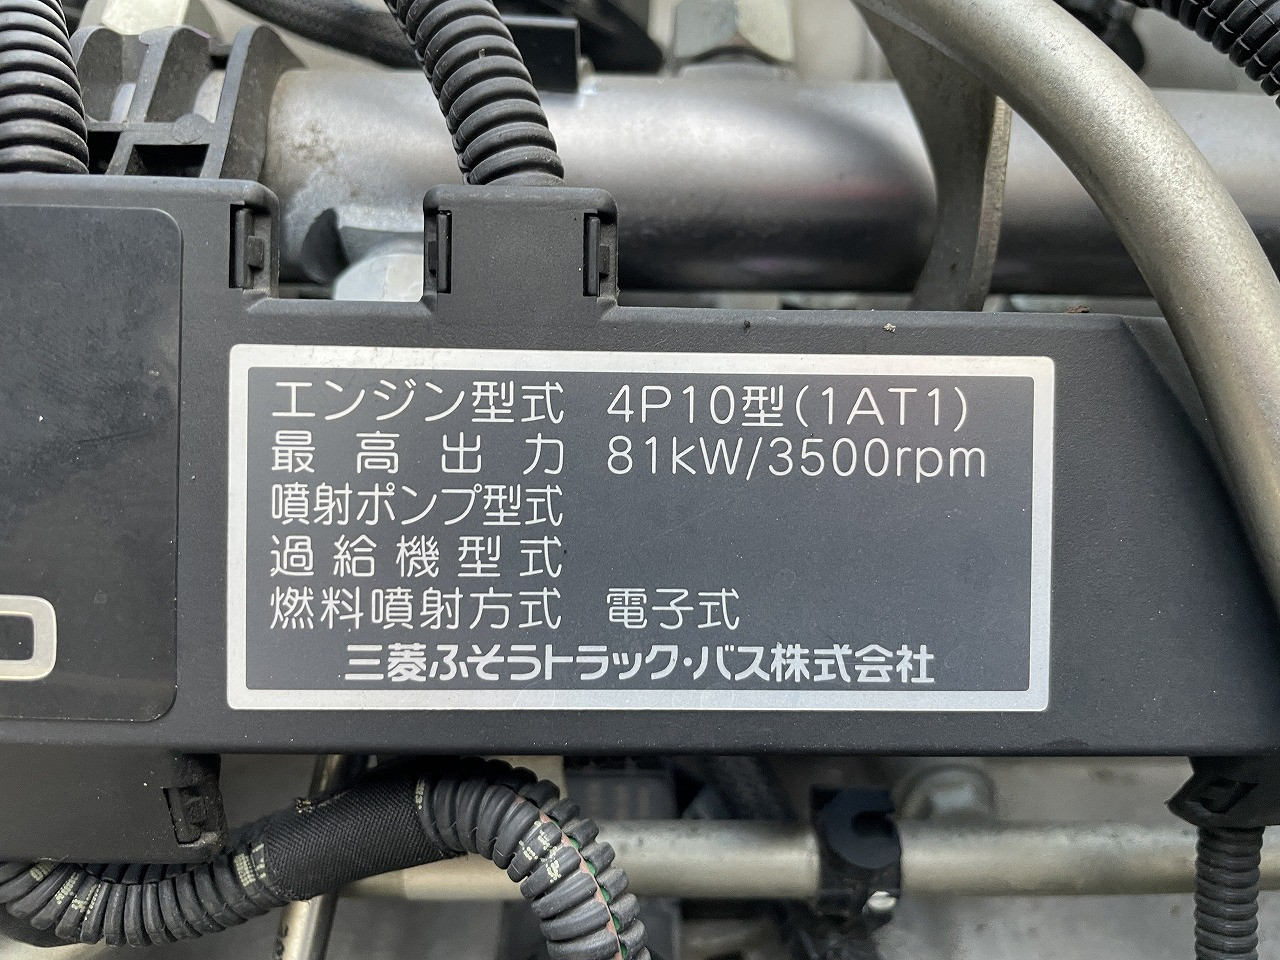 エンジン型式 4P10型(1AT1)
最高出力 81kW/3500rpm
噴射ポンプ型式
過給機型式
燃料噴射方式 電子式
三菱ふそうトラック・バス株式会社